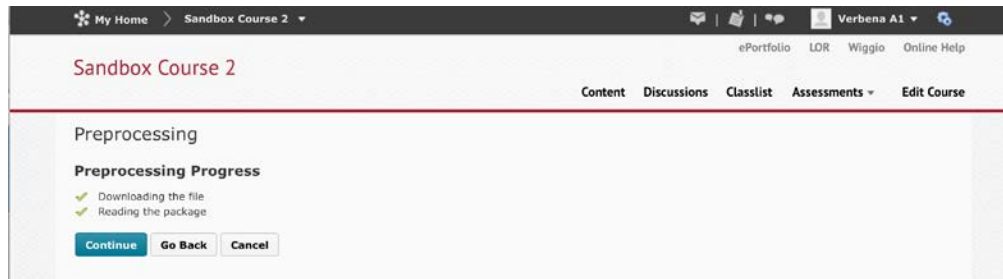 My Home Sandbox Course 2 Verbena A1
ePortfolio LOR Wiggio Online Help
Sandbox Course 2
Content Discussions Classlist Assessments Edit Course
Preprocessing
Preprocessing Progress
Downloading the file
Reading the package
Continue Go Back Cancel